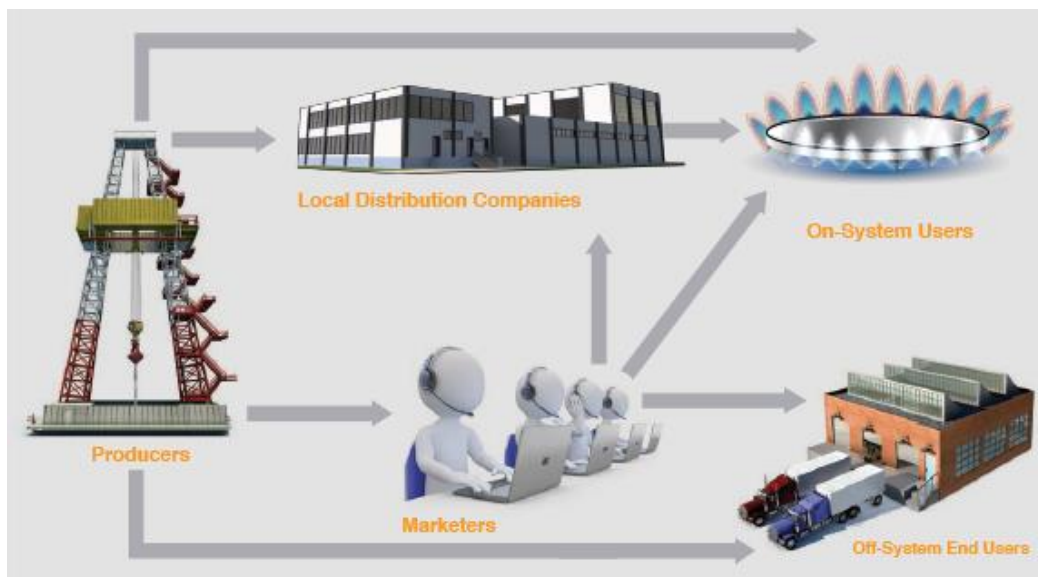 Local Distribution Companies
On-System Users
Producers
Marketers
Off-System End Users